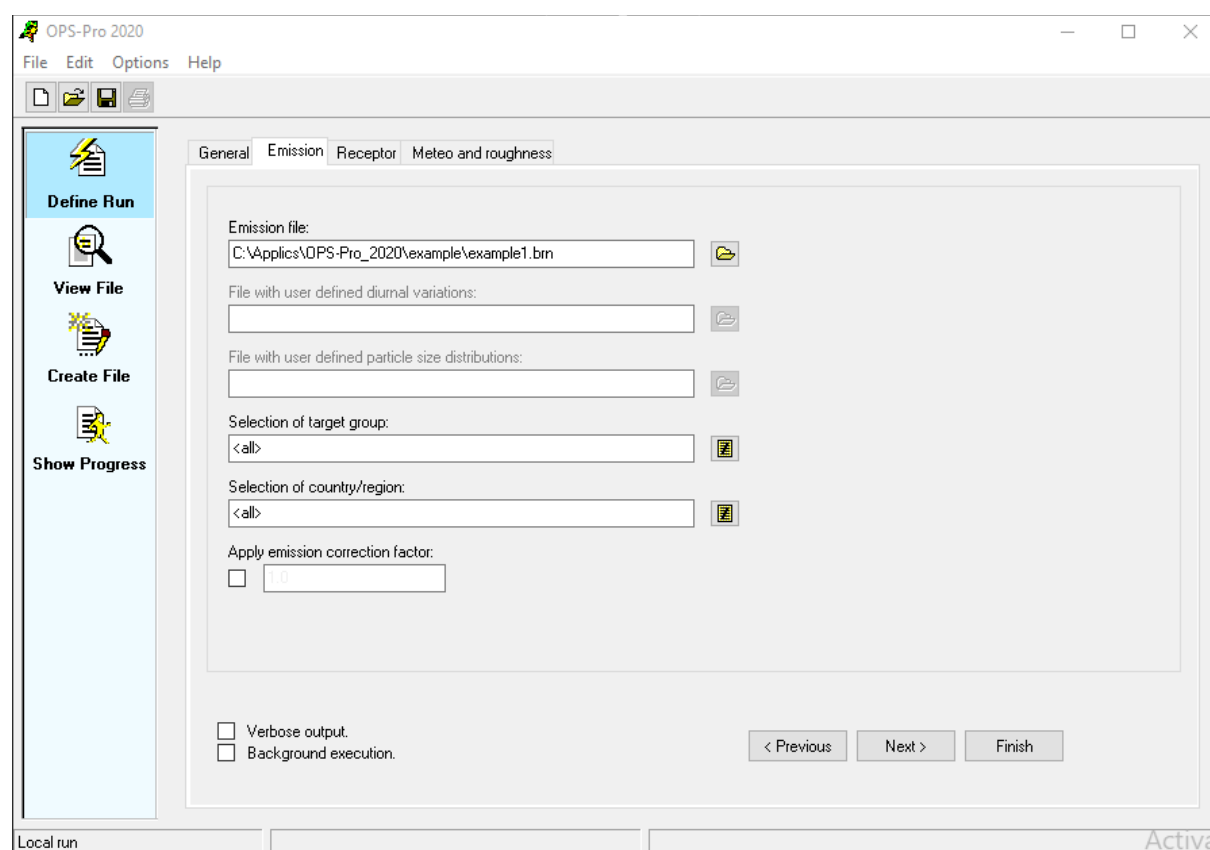 OPS-Pro 2020
File Edit Options Help
General Emission Receptor Meteo and roughness
Define Run
View File
Create File
Show Progress
Emission file:
C:\Applics\OPS-Pro_2020\example\example1.brn
File with user defined diurnal variations:
File with user defined particle size distributions:
Selection of target group:
<all>
Selection of country/region:
<all>
Apply emission correction factor:
1.0
Verbose output.
Background execution.
< Previous Next > Finish
Local run
Activa